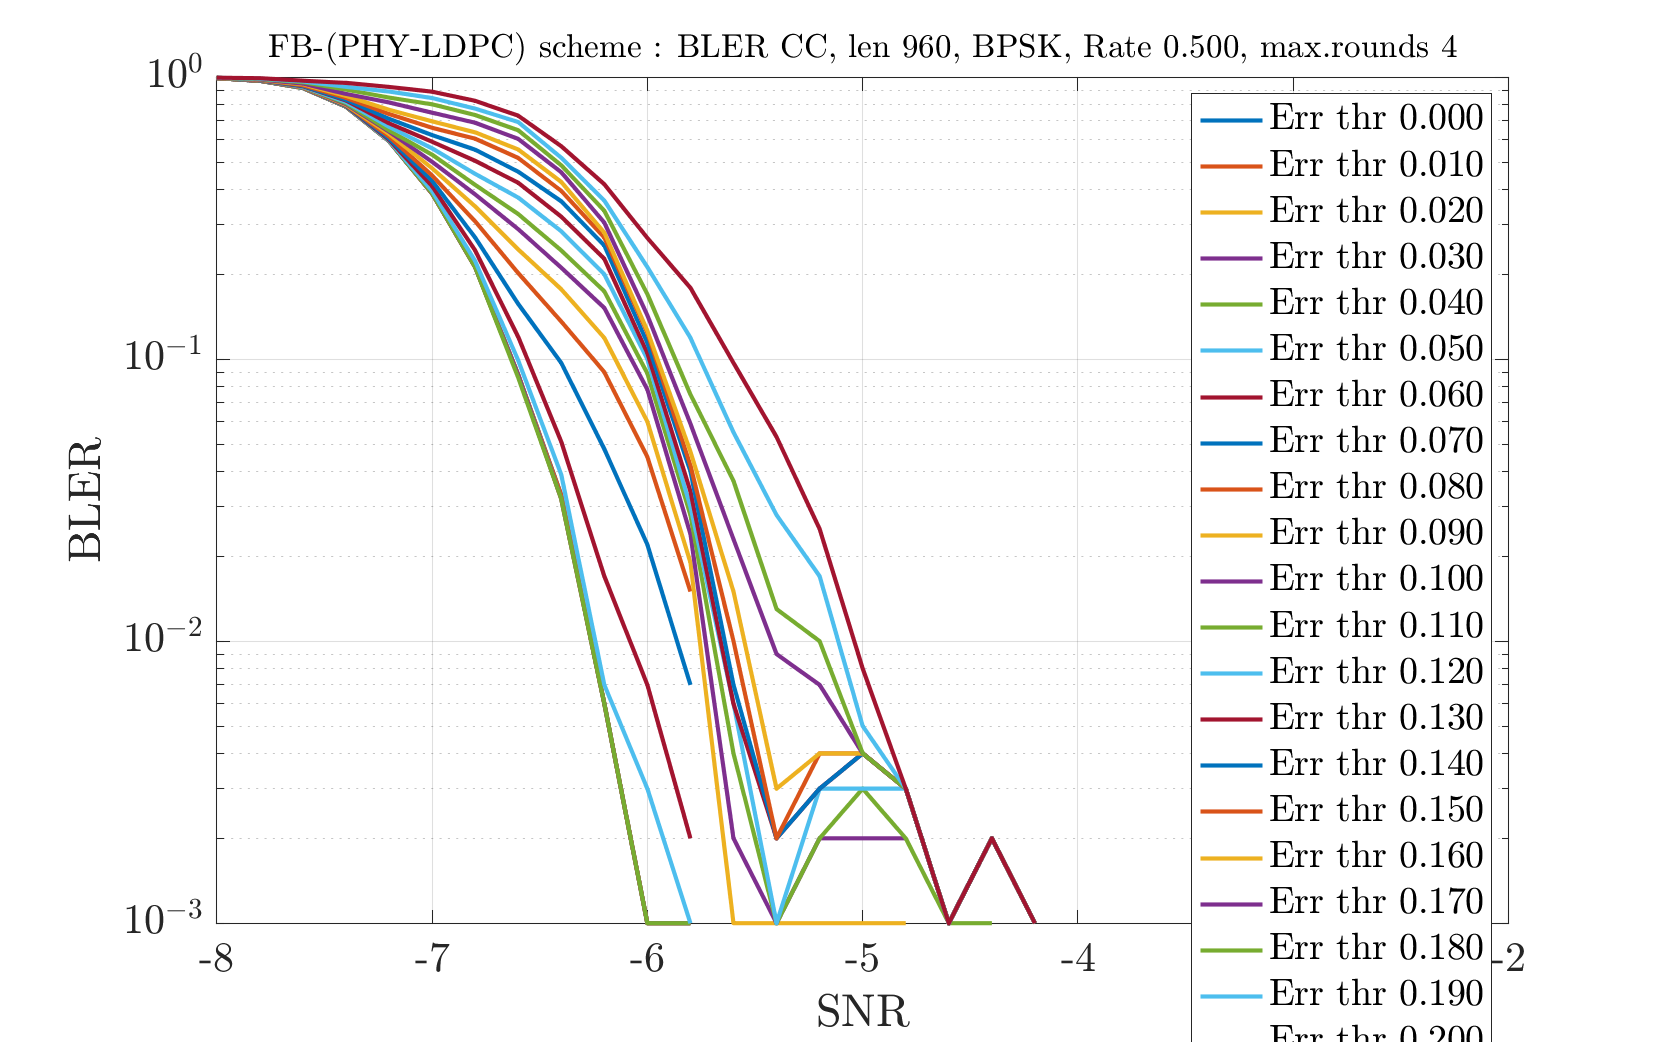 FB-(PHY-LDPC) scheme : BLER CC, len 960, BPSK, Rate 0.500, max.rounds 4
10^0
10^{-1}
10^{-2}
10^{-3}
BLER
-8 -7 -6 -5 -4 -2
SNR
Err thr 0.000
Err thr 0.010
Err thr 0.020
Err thr 0.030
Err thr 0.040
Err thr 0.050
Err thr 0.060
Err thr 0.070
Err thr 0.080
Err thr 0.090
Err thr 0.100
Err thr 0.110
Err thr 0.120
Err thr 0.130
Err thr 0.140
Err thr 0.150
Err thr 0.160
Err thr 0.170
Err thr 0.180
Err thr 0.190
Err thr 0.200